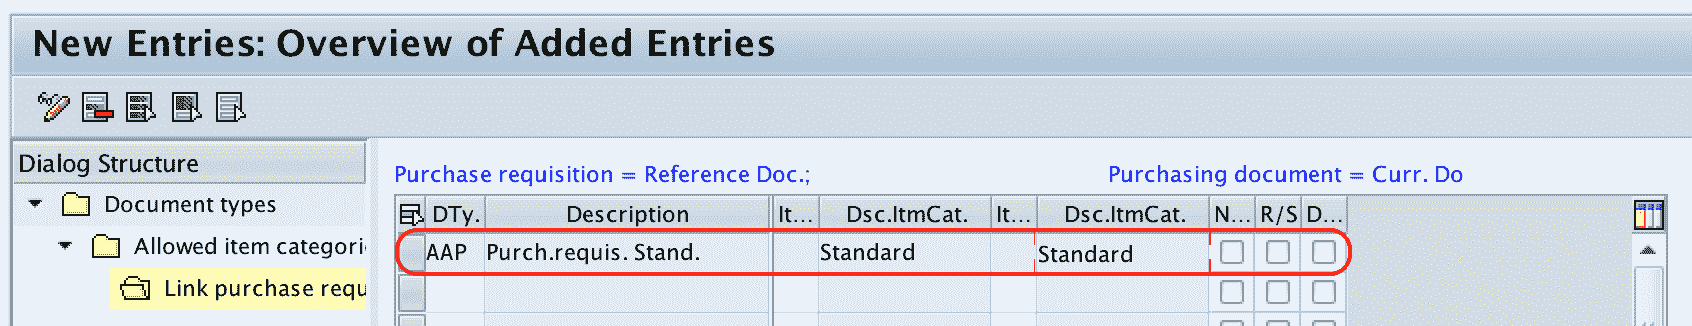 New Entries: Overview of Added Entries
Dialog Structure
Document types
Allowed item categori
Link purchase requ
Purchase requisition = Reference Doc.; Purchasing document = Curr. Do
DTy. Description It... Dsc.ItmCat. It... Dsc.ItmCat. N... R/S D...
AAP Purch.requis. Stand. Standard Standard